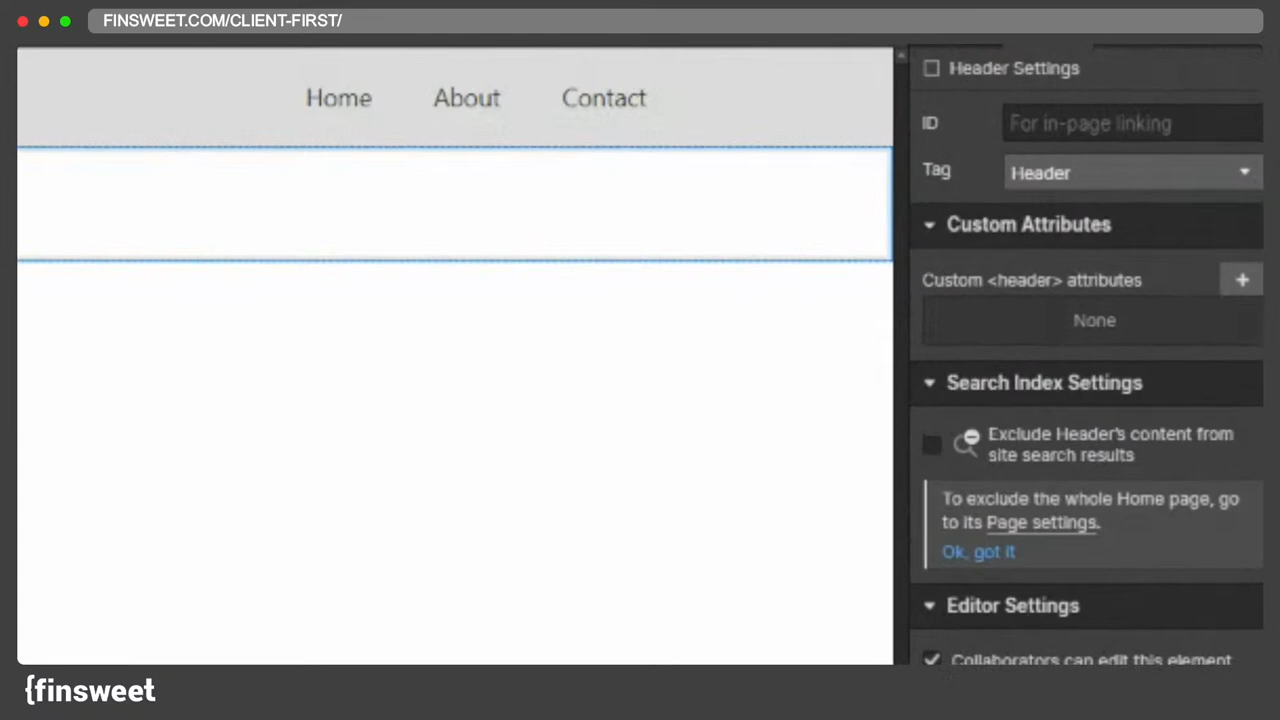 FINSWEET.COM/CLIENT-FIRST/
Home About Contact
Header Settings
ID For in-page linking
Tag Header
Custom Attributes
Custom <header> attributes +
None
Search Index Settings
Exclude Header's content from
site search results
To exclude the whole Home page, go
to its Page settings.
Ok, got it
Editor Settings
Collaborators can edit this element
{finsweet